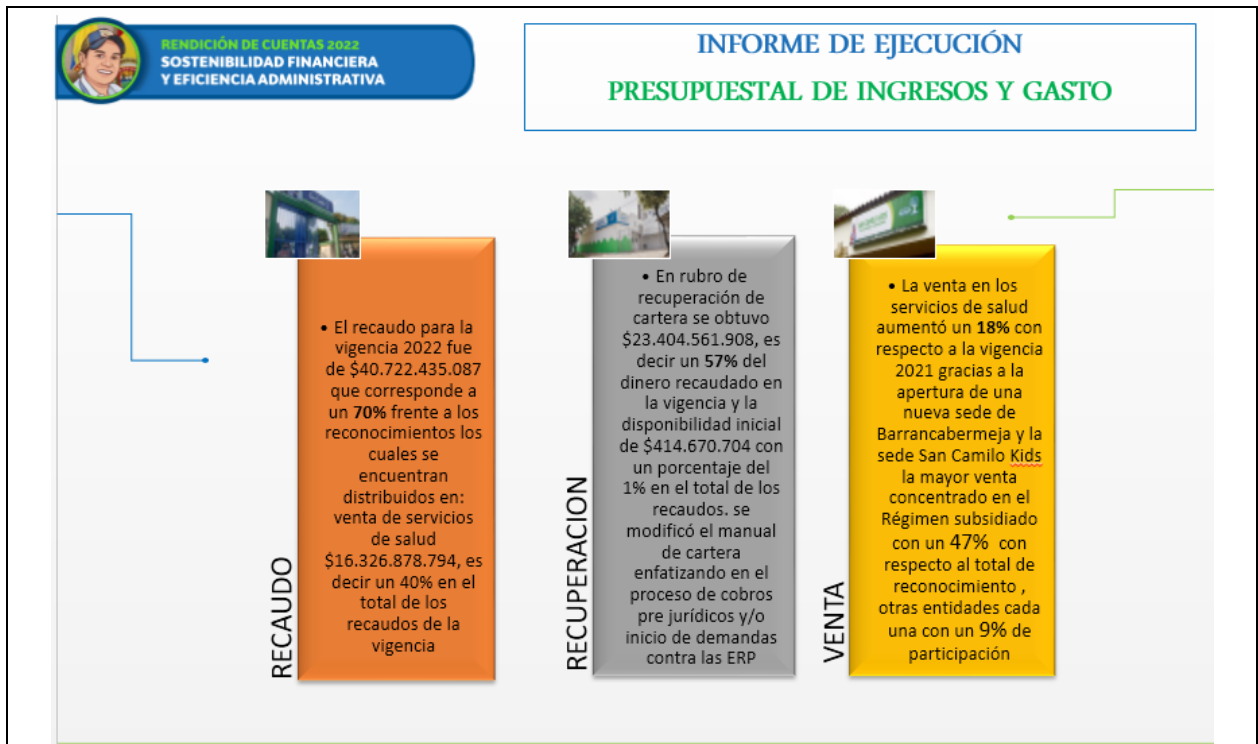 RENDICIÓN DE CUENTAS 2022
SOSTENIBILIDAD FINANCIERA
Y EFICIENCIA ADMINISTRATIVA
INFORME DE EJECUCIÓN
PRESUPUESTAL DE INGRESOS Y GASTO
RECAUDO
• El recaudo para la
vigencia 2022 fue
de $40.722.435.087
que corresponde a
un 70% frente a los
reconocimientos los
cuales se
encuentran
distribuidos en:
venta de servicios
de salud
$16.326.878.794, es
decir un 40% en el
total de los
recaudos de la
vigencia
RECUPERACION
• En rubro de
recuperación de
cartera se obtuvo
$23.404.561.908, es
decir un 57% del
dinero recaudado en
la vigencia y la
disponibilidad inicial
de $414.670.704 con
un porcentaje del
1% en el total de los
recaudos. se
modificó el manual
de cartera
enfatizando en el
proceso de cobros
pre jurídicos y/o
inicio de demandas
contra las ERP
VENTA
• La venta en los
servicios de salud
aumentó un 18% con
respecto a la vigencia
2021 gracias a la
apertura de una
nueva sede de
Barrancabermeja y la
sede San Camilo Kids
la mayor venta
concentrado en el
Régimen subsidiado
con un 47% con
respecto al total de
reconocimiento ,
otras entidades cada
una con un 9% de
participación